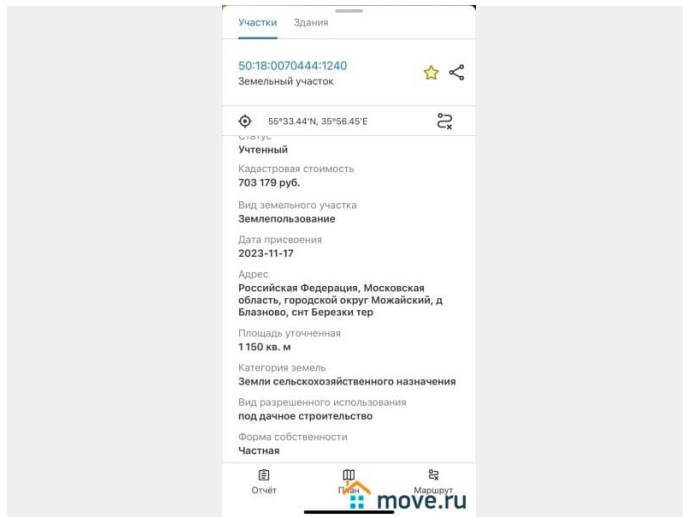 Участки Здания
50:18:0070444:1240
Земельный участок
55°33.44'N, 35°56.45'E
Статус
Учтенный
Кадастровая стоимость
703 179 руб.
Вид земельного участка
Землепользование
Дата присвоения
2023-11-17
Адрес
Российская Федерация, Московская
область, городской округ Можайский, д
Блазново, снт Березки тер
Площадь уточненная
1 150 кв. м
Категория земель
Земли сельскохозяйственного назначения
Вид разрешенного использования
под дачное строительство
Форма собственности
Частная
Отчёт План Маршрут
move.ru